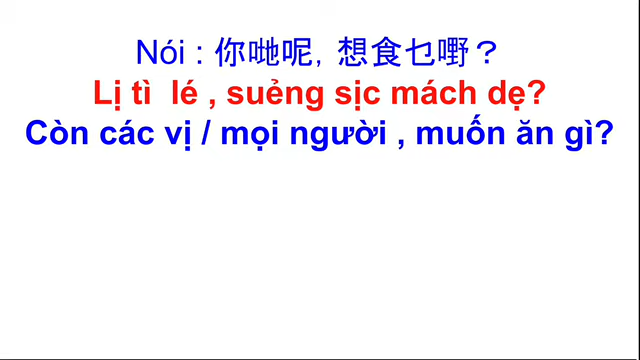 Nói : 你哋呢, 想食乜嘢？
Lị tì lé , suẻng sịc mách dẹ?
Còn các vị / mọi người , muốn ăn gì?